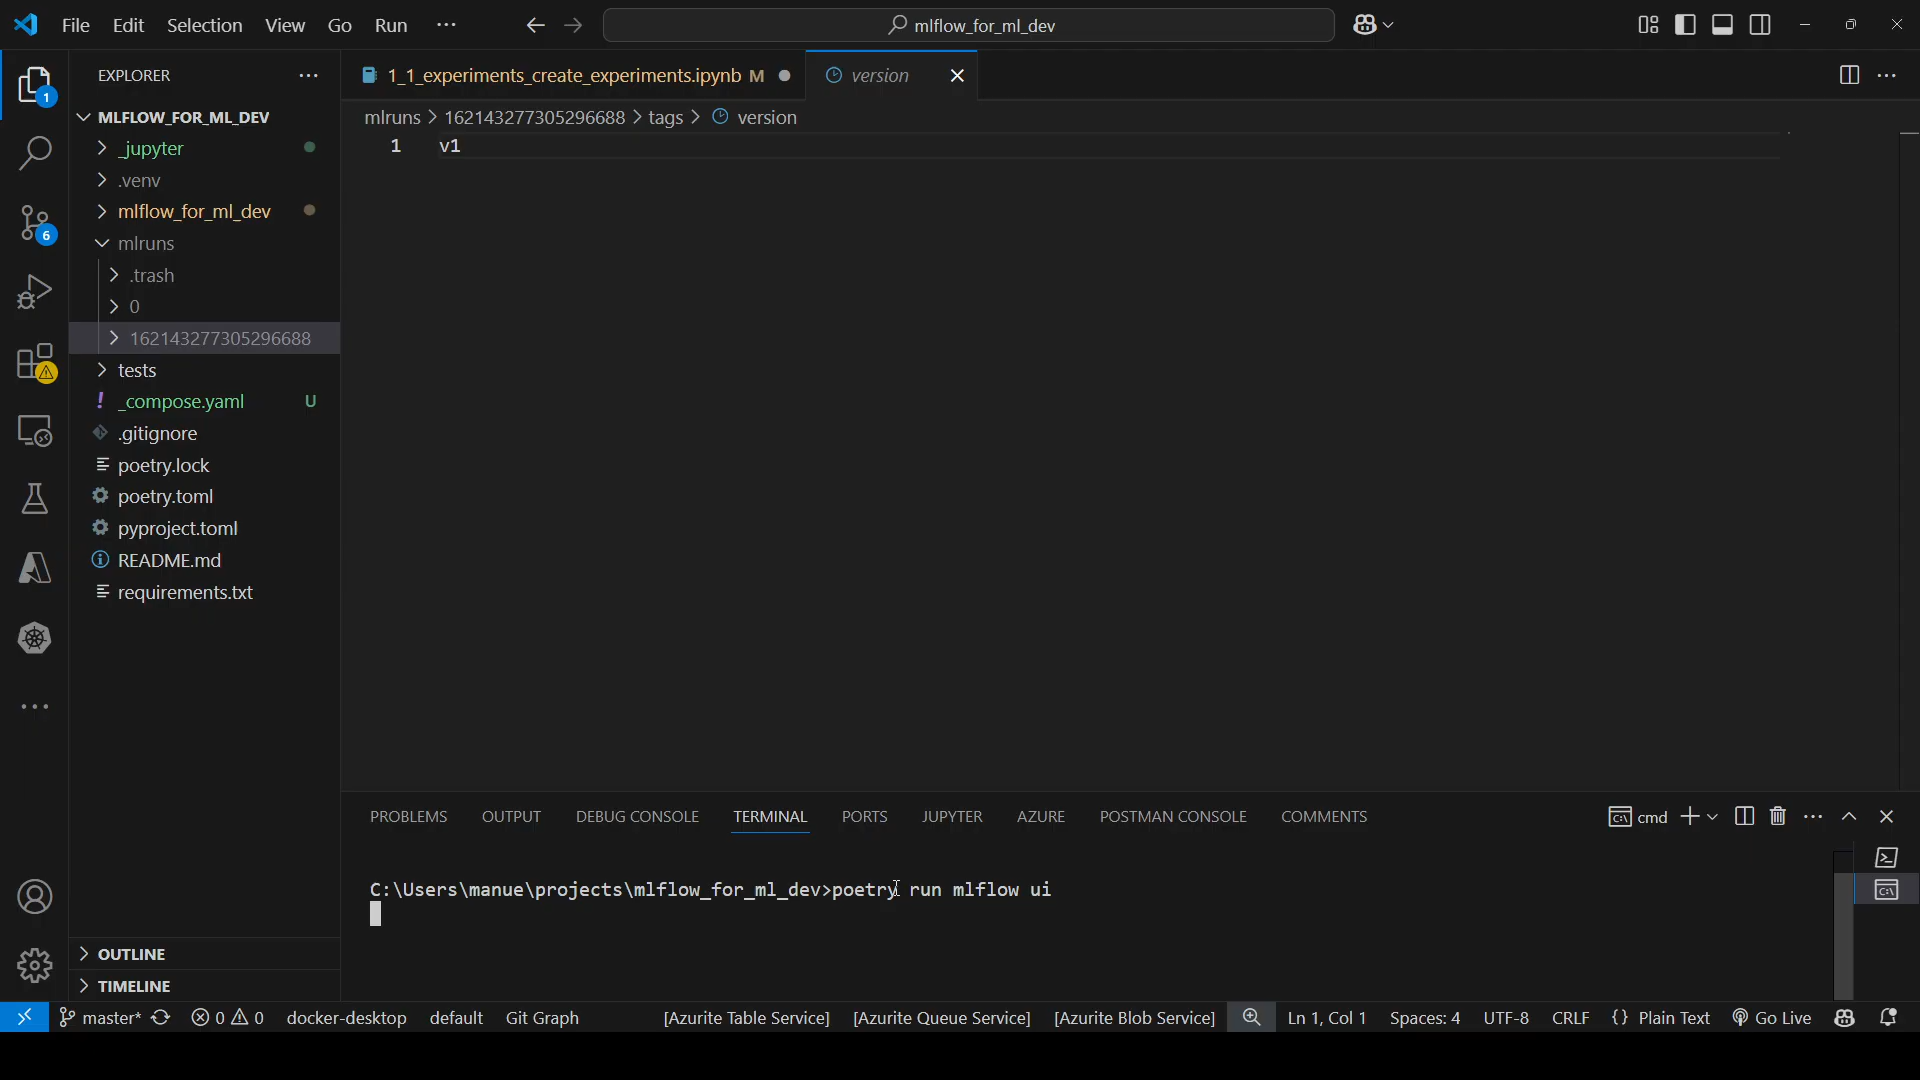 File Edit Selection View Go Run ··· mlflow_for_ml_dev
EXPLORER ···
1_1_experiments_create_experiments.ipynb M
version
mlruns > 162143277305296688 > tags > version
1 v1
MLFLOW_FOR_ML_DEV
_jupyter
.venv
mlflow_for_ml_dev
mlruns
.trash
0
162143277305296688
tests
_compose.yaml U
.gitignore
poetry.lock
poetry.toml
pyproject.toml
README.md
requirements.txt
OUTLINE
TIMELINE
1
6
PROBLEMS OUTPUT DEBUG CONSOLE TERMINAL PORTS JUPYTER AZURE POSTMAN CONSOLE COMMENTS
cmd
C:\Users\manue\projects\mlflow_for_ml_dev>poetry run mlflow ui
master* 0 0 docker-desktop default Git Graph [Azurite Table Service] [Azurite Queue Service] [Azurite Blob Service] Ln 1, Col 1 Spaces: 4 UTF-8 CRLF {} Plain Text Go Live